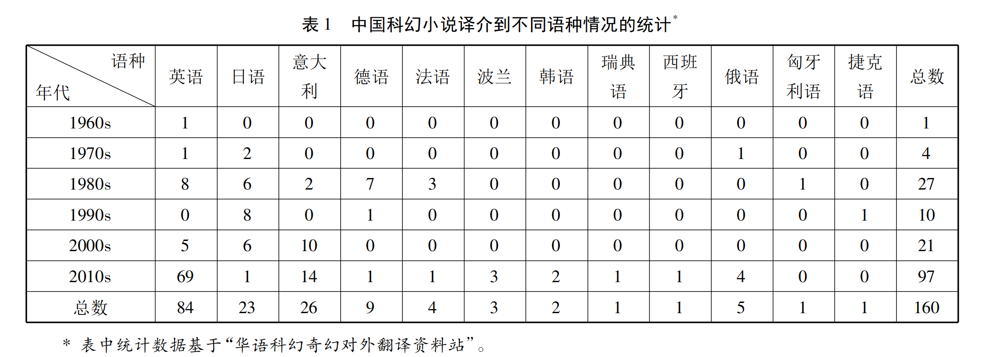 表 1 中国科幻小说译介到不同语种情况的统计*
语种
年代
英语 日语 意大利 德语 法语 波兰 韩语 瑞典语 西班牙 俄语 匈牙利语 捷克语 总数
1960s 1 0 0 0 0 0 0 0 0 0 0 0 1
1970s 1 2 0 0 0 0 0 0 0 1 0 0 4
1980s 8 6 2 7 3 0 0 0 0 0 1 0 27
1990s 0 8 0 1 0 0 0 0 0 0 0 1 10
2000s 5 6 10 0 0 0 0 0 0 0 0 0 21
2010s 69 1 14 1 1 3 2 1 1 4 0 0 97
总数 84 23 26 9 4 3 2 1 1 5 1 1 160
* 表中统计数据基于“华语科幻奇幻对外翻译资料站”。